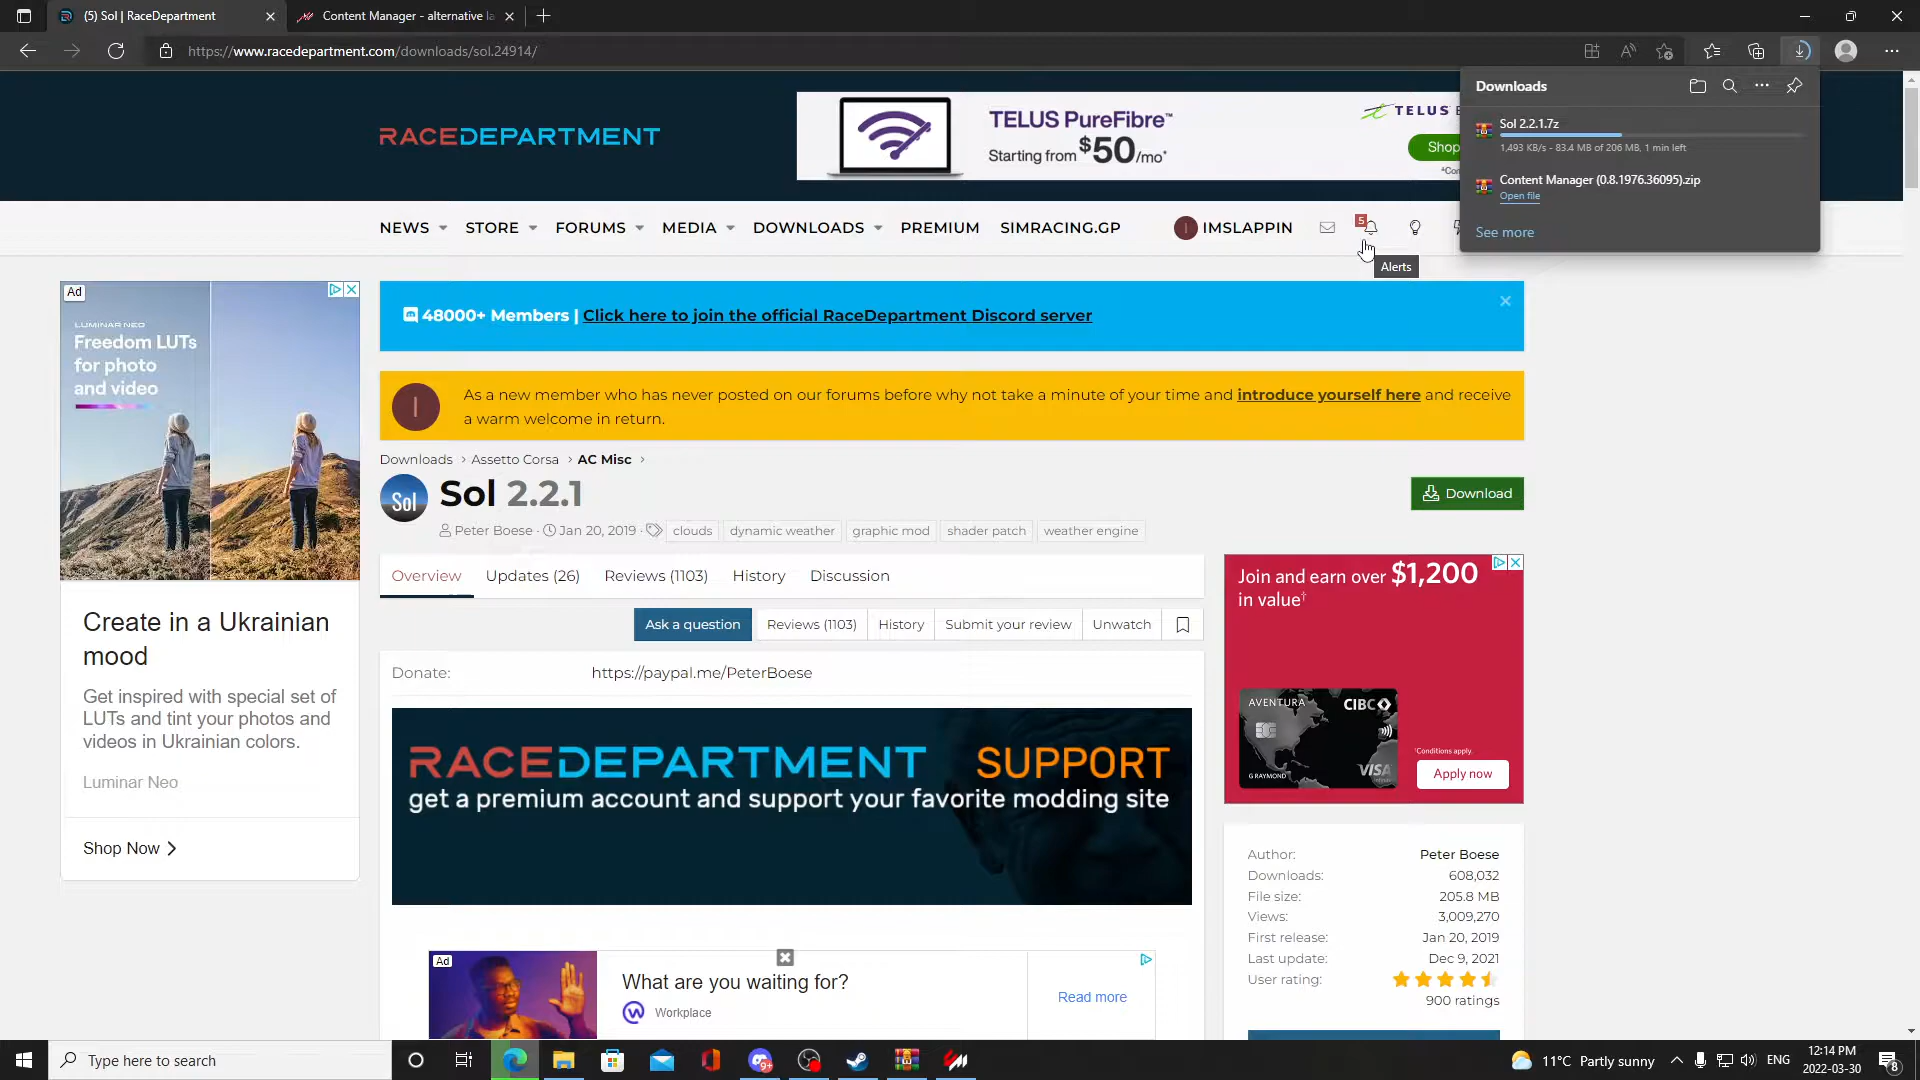 (5) Sol | RaceDepartment
Content Manager - alternative la
https://www.racedepartment.com/downloads/sol.24914/
Downloads
Sol 2.2.1.7z
1,493 KB/s - 83.4 MB of 206 MB, 1 min left
Content Manager (0.8.1976.36095).zip
Open file
See more
RACEDEPARTMENT
TELUS PureFibre™
Starting from $50/mo*
TELUS
Shop
NEWS
STORE
FORUMS
MEDIA
DOWNLOADS
PREMIUM
SIMRACING.GP
I
IMSLAPPIN
5
Alerts
Ad
LUMINAR NEO
Freedom LUTs
for photo
and video
Create in a Ukrainian
mood
Get inspired with special set of
LUTs and tint your photos and
videos in Ukrainian colors.
Luminar Neo
Shop Now
48000+ Members | Click here to join the official RaceDepartment Discord server
I
As a new member who has never posted on our forums before why not take a minute of your time and introduce yourself here and receive
a warm welcome in return.
Downloads > Assetto Corsa > AC Misc >
Sol
Sol 2.2.1
Download
Peter Boese · Jan 20, 2019 · clouds dynamic weather graphic mod shader patch weather engine
Overview
Updates (26)
Reviews (1103)
History
Discussion
Ask a question
Reviews (1103)
History
Submit your review
Unwatch
Donate:
https://paypal.me/PeterBoese
RACEDEPARTMENT SUPPORT
get a premium account and support your favorite modding site
Ad
What are you waiting for?
Workplace
Read more
Join and earn over $1,200
in value†
AVENTURA
CIBC
G RAYMOND
VISA
†Conditions apply.
Apply now
Author: Peter Boese
Downloads: 608,032
File size: 205.8 MB
Views: 3,009,270
First release: Jan 20, 2019
Last update: Dec 9, 2021
User rating:
900 ratings
Type here to search
9+
11°C Partly sunny
ENG
12:14 PM
2022-03-30
8